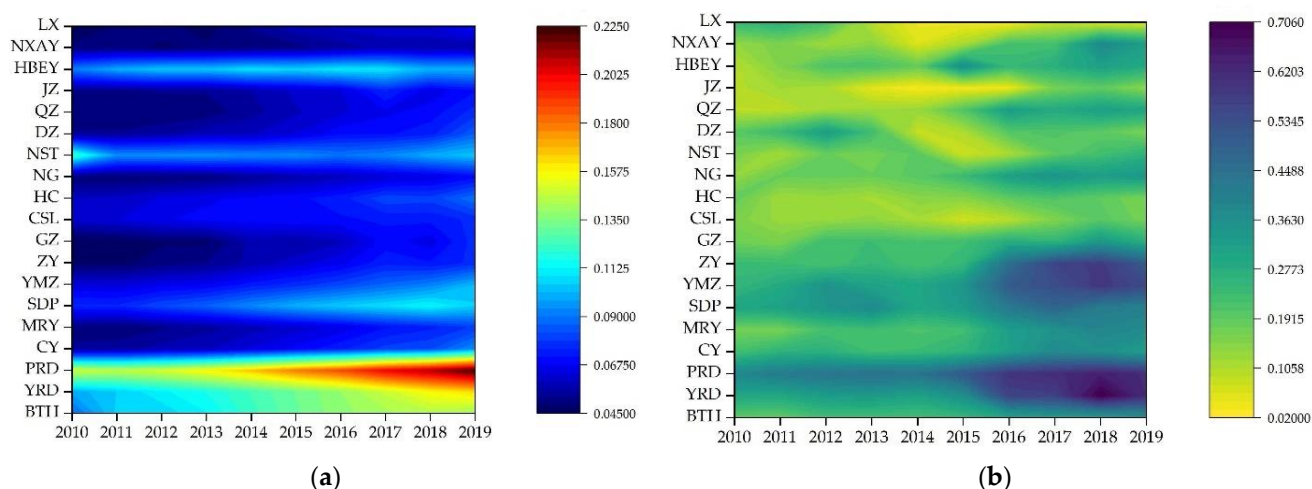 LX
NXAY
HBEY
JZ
QZ
DZ
NST
NG
HC
CSL
GZ
ZY
YMZ
SDP
MRY
CY
PRD
YRD
BTH
2010 2011 2012 2013 2014 2015 2016 2017 2018 2019
0.2250
0.2025
0.1800
0.1575
0.1350
0.1125
0.09000
0.06750
0.04500
(a)
LX
NXAY
HBEY
JZ
QZ
DZ
NST
NG
HC
CSL
GZ
ZY
YMZ
SDP
MRY
CY
PRD
YRD
BTH
2010 2011 2012 2013 2014 2015 2016 2017 2018 2019
0.7060
0.6203
0.5345
0.4488
0.3630
0.2773
0.1915
0.1058
0.02000
(b)